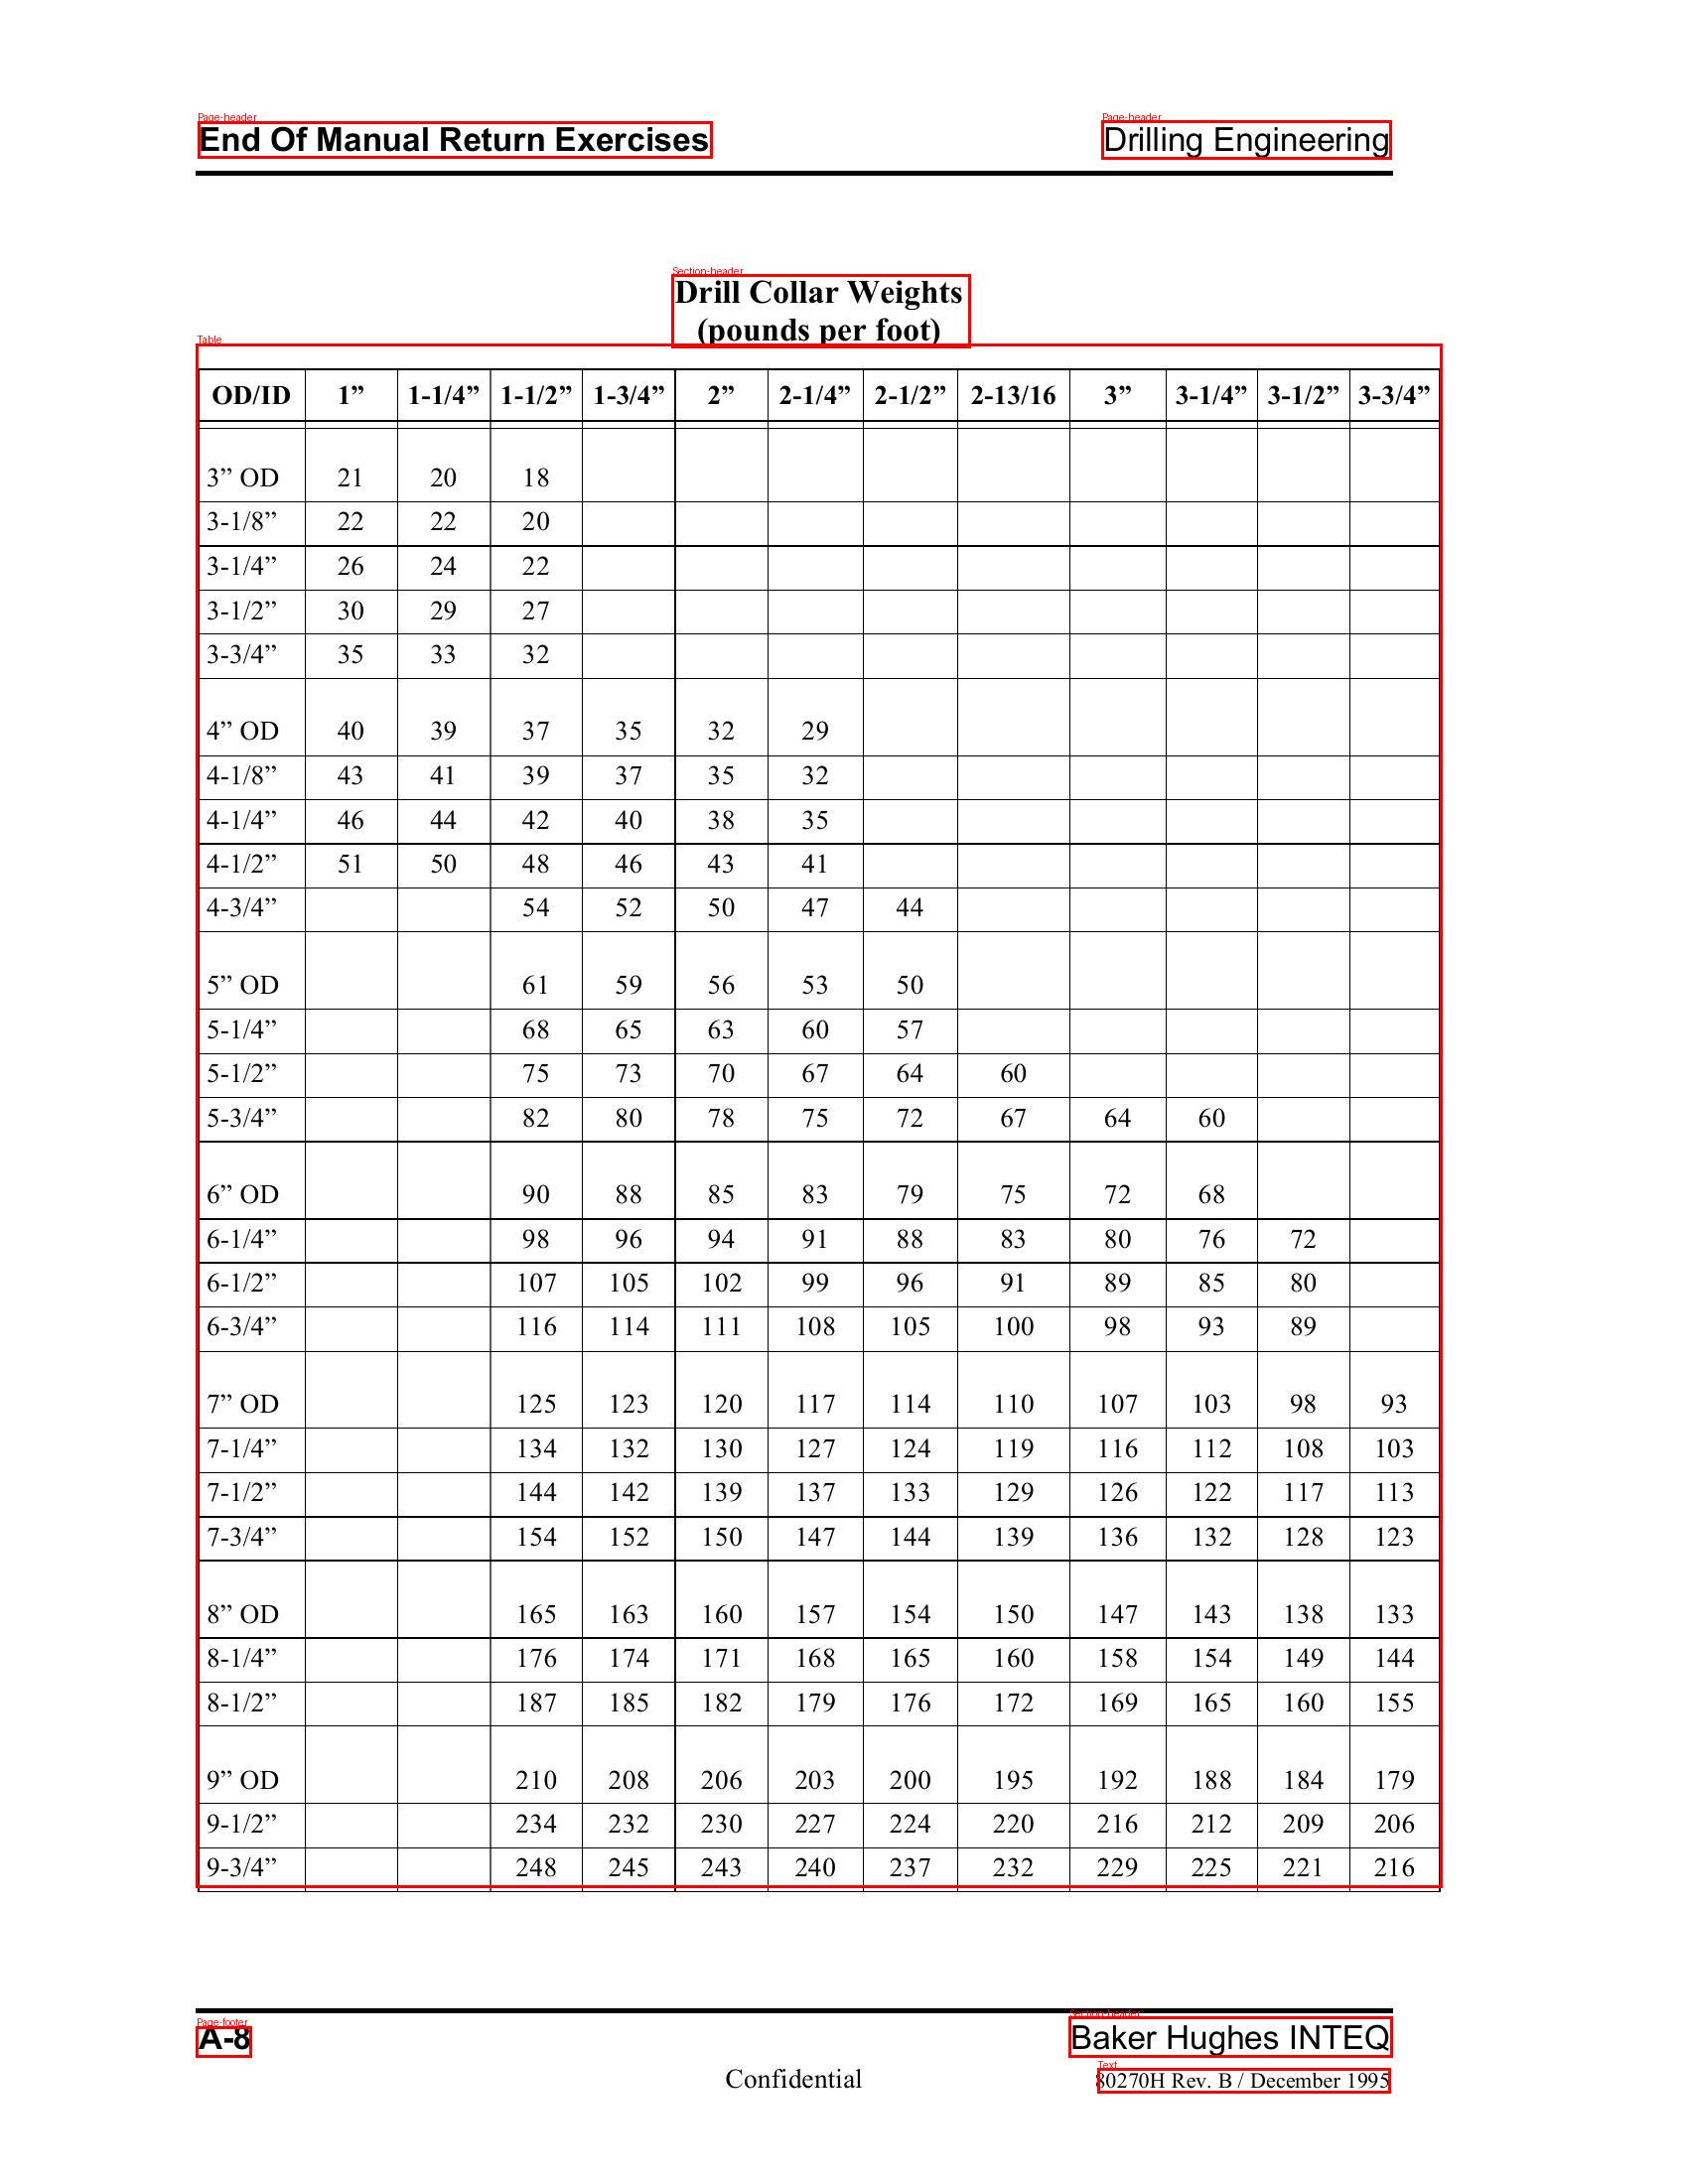 Page-header
End Of Manual Return Exercises
Page-header
Drilling Engineering
Section-header
Drill Collar Weights
(pounds per foot)
Table
OD/ID 1” 1-1/4” 1-1/2” 1-3/4” 2” 2-1/4” 2-1/2” 2-13/16 3” 3-1/4” 3-1/2” 3-3/4”
3” OD 21 20 18
3-1/8” 22 22 20
3-1/4” 26 24 22
3-1/2” 30 29 27
3-3/4” 35 33 32
4” OD 40 39 37 35 32 29
4-1/8” 43 41 39 37 35 32
4-1/4” 46 44 42 40 38 35
4-1/2” 51 50 48 46 43 41
4-3/4” 54 52 50 47 44
5” OD 61 59 56 53 50
5-1/4” 68 65 63 60 57
5-1/2” 75 73 70 67 64 60
5-3/4” 82 80 78 75 72 67 64 60
6” OD 90 88 85 83 79 75 72 68
6-1/4” 98 96 94 91 88 83 80 76 72
6-1/2” 107 105 102 99 96 91 89 85 80
6-3/4” 116 114 111 108 105 100 98 93 89
7” OD 125 123 120 117 114 110 107 103 98 93
7-1/4” 134 132 130 127 124 119 116 112 108 103
7-1/2” 144 142 139 137 133 129 126 122 117 113
7-3/4” 154 152 150 147 144 139 136 132 128 123
8” OD 165 163 160 157 154 150 147 143 138 133
8-1/4” 176 174 171 168 165 160 158 154 149 144
8-1/2” 187 185 182 179 176 172 169 165 160 155
9” OD 210 208 206 203 200 195 192 188 184 179
9-1/2” 234 232 230 227 224 220 216 212 209 206
9-3/4” 248 245 243 240 237 232 229 225 221 216
Page-footer
A-8
Section-header
Baker Hughes INTEQ
Confidential
Text
80270H Rev. B / December 1995